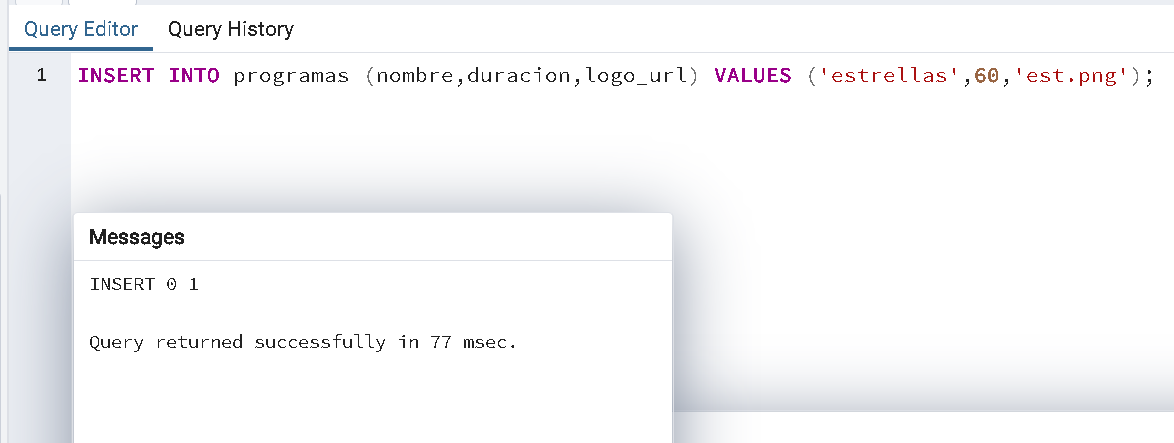 Query Editor Query History
1 INSERT INTO programas (nombre,duracion,logo_url) VALUES ('estrellas',60,'est.png');
Messages
INSERT 0 1
Query returned successfully in 77 msec.